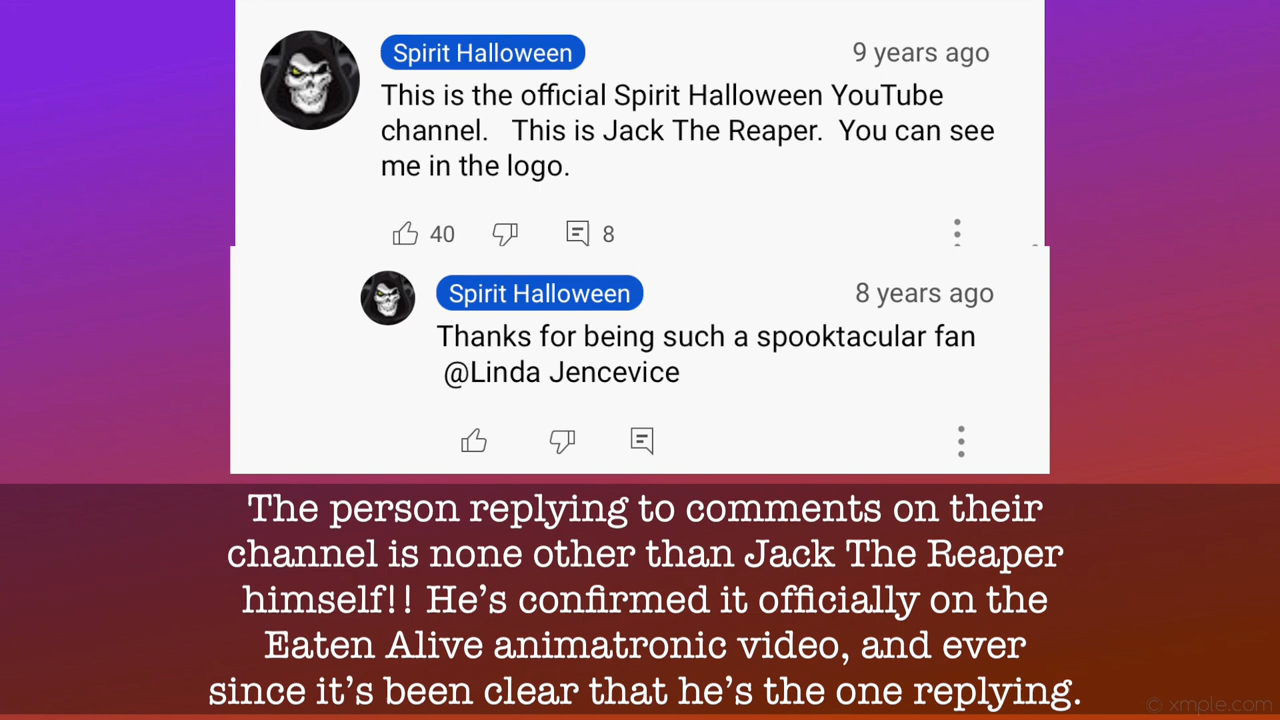 Spirit Halloween 9 years ago
This is the official Spirit Halloween YouTube
channel. This is Jack The Reaper. You can see
me in the logo.
40 8
Spirit Halloween 8 years ago
Thanks for being such a spooktacular fan
@Linda Jencevice
The person replying to comments on their
channel is none other than Jack The Reaper
himself!! He’s confirmed it officially on the
Eaten Alive animatronic video, and ever
since it’s been clear that he’s the one replying.
© xmple.com